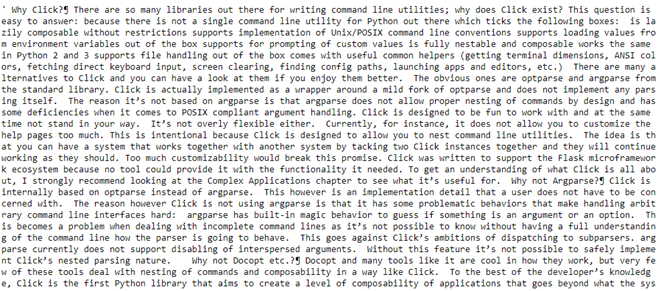 ` Why Click?¶ There are so many libraries out there for writing command line utilities; why does Click exist? This question is
easy to answer: because there is not a single command line utility for Python out there which ticks the following boxes:  is la
zily composable without restrictions supports implementation of Unix/POSIX command line conventions supports loading values fro
m environment variables out of the box supports for prompting of custom values is fully nestable and composable works the same
in Python 2 and 3 supports file handling out of the box comes with useful common helpers (getting terminal dimensions, ANSI col
ors, fetching direct keyboard input, screen clearing, finding config paths, launching apps and editors, etc.)  There are many a
lternatives to Click and you can have a look at them if you enjoy them better.  The obvious ones are optparse and argparse from
the standard library. Click is actually implemented as a wrapper around a mild fork of optparse and does not implement any pars
ing itself.  The reason it’s not based on argparse is that argparse does not allow proper nesting of commands by design and has
some deficiencies when it comes to POSIX compliant argument handling. Click is designed to be fun to work with and at the same
time not stand in your way.  It’s not overly flexible either.  Currently, for instance, it does not allow you to customize the
help pages too much. This is intentional because Click is designed to allow you to nest command line utilities.  The idea is th
at you can have a system that works together with another system by tacking two Click instances together and they will continue
working as they should. Too much customizability would break this promise. Click was written to support the Flask microframewor
k ecosystem because no tool could provide it with the functionality it needed. To get an understanding of what Click is all abo
ut, I strongly recommend looking at the Complex Applications chapter to see what it’s useful for.  Why not Argparse?¶ Click is
internally based on optparse instead of argparse.  This however is an implementation detail that a user does not have to be con
cerned with.  The reason however Click is not using argparse is that it has some problematic behaviors that make handling arbit
rary command line interfaces hard:  argparse has built-in magic behavior to guess if something is an argument or an option.  Th
is becomes a problem when dealing with incomplete command lines as it’s not possible to know without having a full understandin
g of the command line how the parser is going to behave.  This goes against Click’s ambitions of dispatching to subparsers. arg
parse currently does not support disabling of interspersed arguments.  Without this feature it’s not possible to safely impleme
nt Click’s nested parsing nature.    Why not Docopt etc.?¶ Docopt and many tools like it are cool in how they work, but very fe
w of these tools deal with nesting of commands and composability in a way like Click.  To the best of the developer’s knowledg
e, Click is the first Python library that aims to create a level of composability of applications that goes beyond what the sys